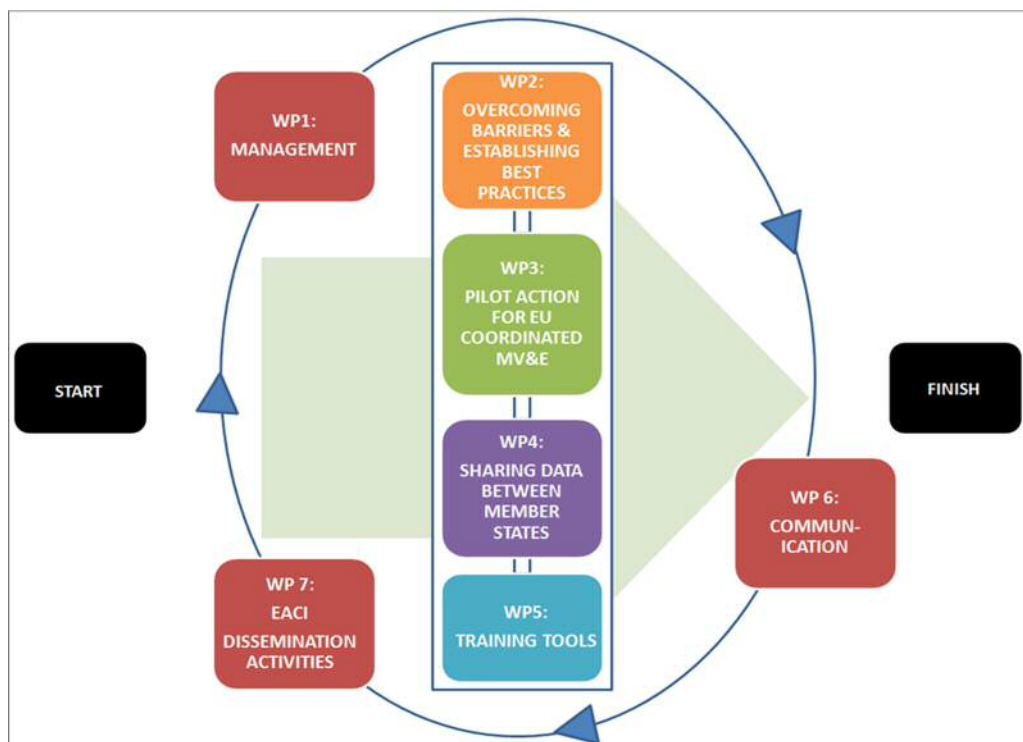 WP1:
MANAGEMENT
WP2:
OVERCOMING
BARRIERS &
ESTABLISHING
BEST
PRACTICES
WP3:
PILOT ACTION
FOR EU
COORDINATED
MV&E
START
FINISH
WP4:
SHARING DATA
BETWEEN
MEMBER
STATES
WP 6:
COMMUN-
ICATION
WP 7:
EACI
DISSEMINATION
ACTIVITIES
WP5:
TRAINING TOOLS